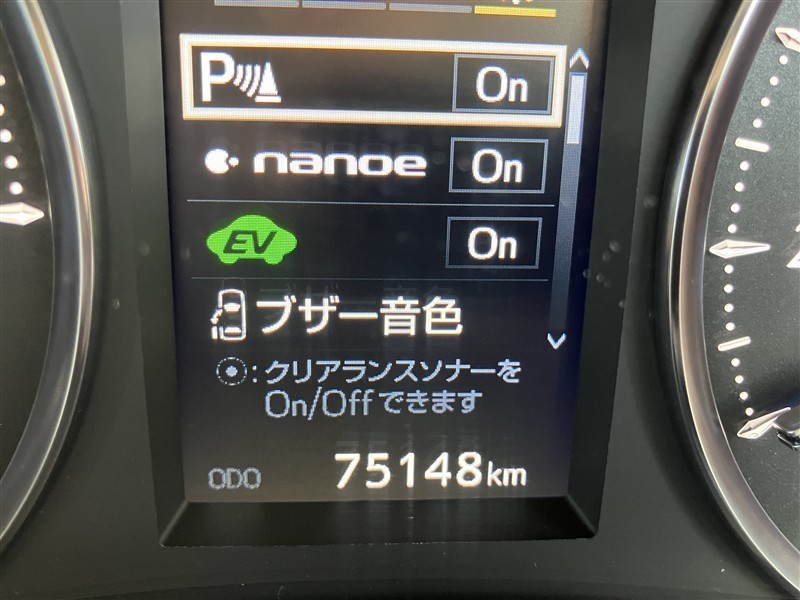 P On
nanoe On
EV On
ブザー音色
: クリアランスソナーを
On/Offできます
ODO 75148km